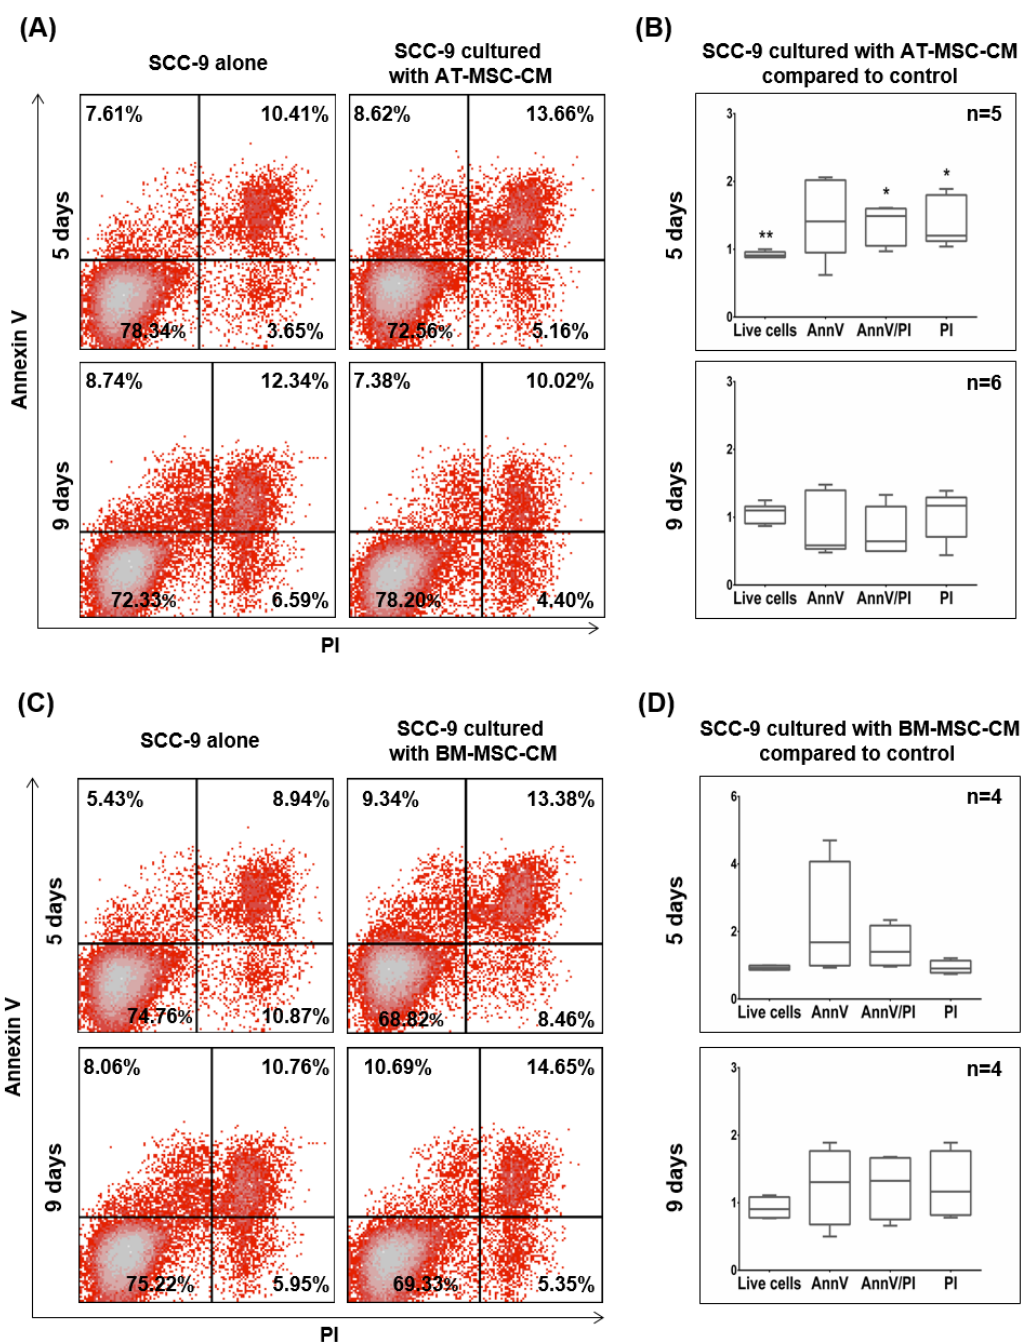 (A)
SCC-9 alone
SCC-9 cultured
with AT-MSC-CM
7.61%
10.41%
8.62%
13.66%
5 days
78.34%
3.65%
72.56%
5.16%
Annexin V
8.74%
12.34%
7.38%
10.02%
9 days
72.33%
6.59%
78.20%
4.40%
PI
(B)
SCC-9 cultured with AT-MSC-CM
compared to control
n=5
3
2
1
0
5 days
** * *
Live cells AnnV AnnV/PI PI
n=6
3
2
1
0
9 days
Live cells AnnV AnnV/PI PI
(C)
SCC-9 alone
SCC-9 cultured
with BM-MSC-CM
5.43%
8.94%
9.34%
13.38%
5 days
74.76%
10.87%
68.82%
8.46%
Annexin V
8.06%
10.76%
10.69%
14.65%
9 days
75.22%
5.95%
69.33%
5.35%
PI
(D)
SCC-9 cultured with BM-MSC-CM
compared to control
n=4
6
4
2
0
5 days
Live cells AnnV AnnV/PI PI
n=4
3
2
1
0
9 days
Live cells AnnV AnnV/PI PI